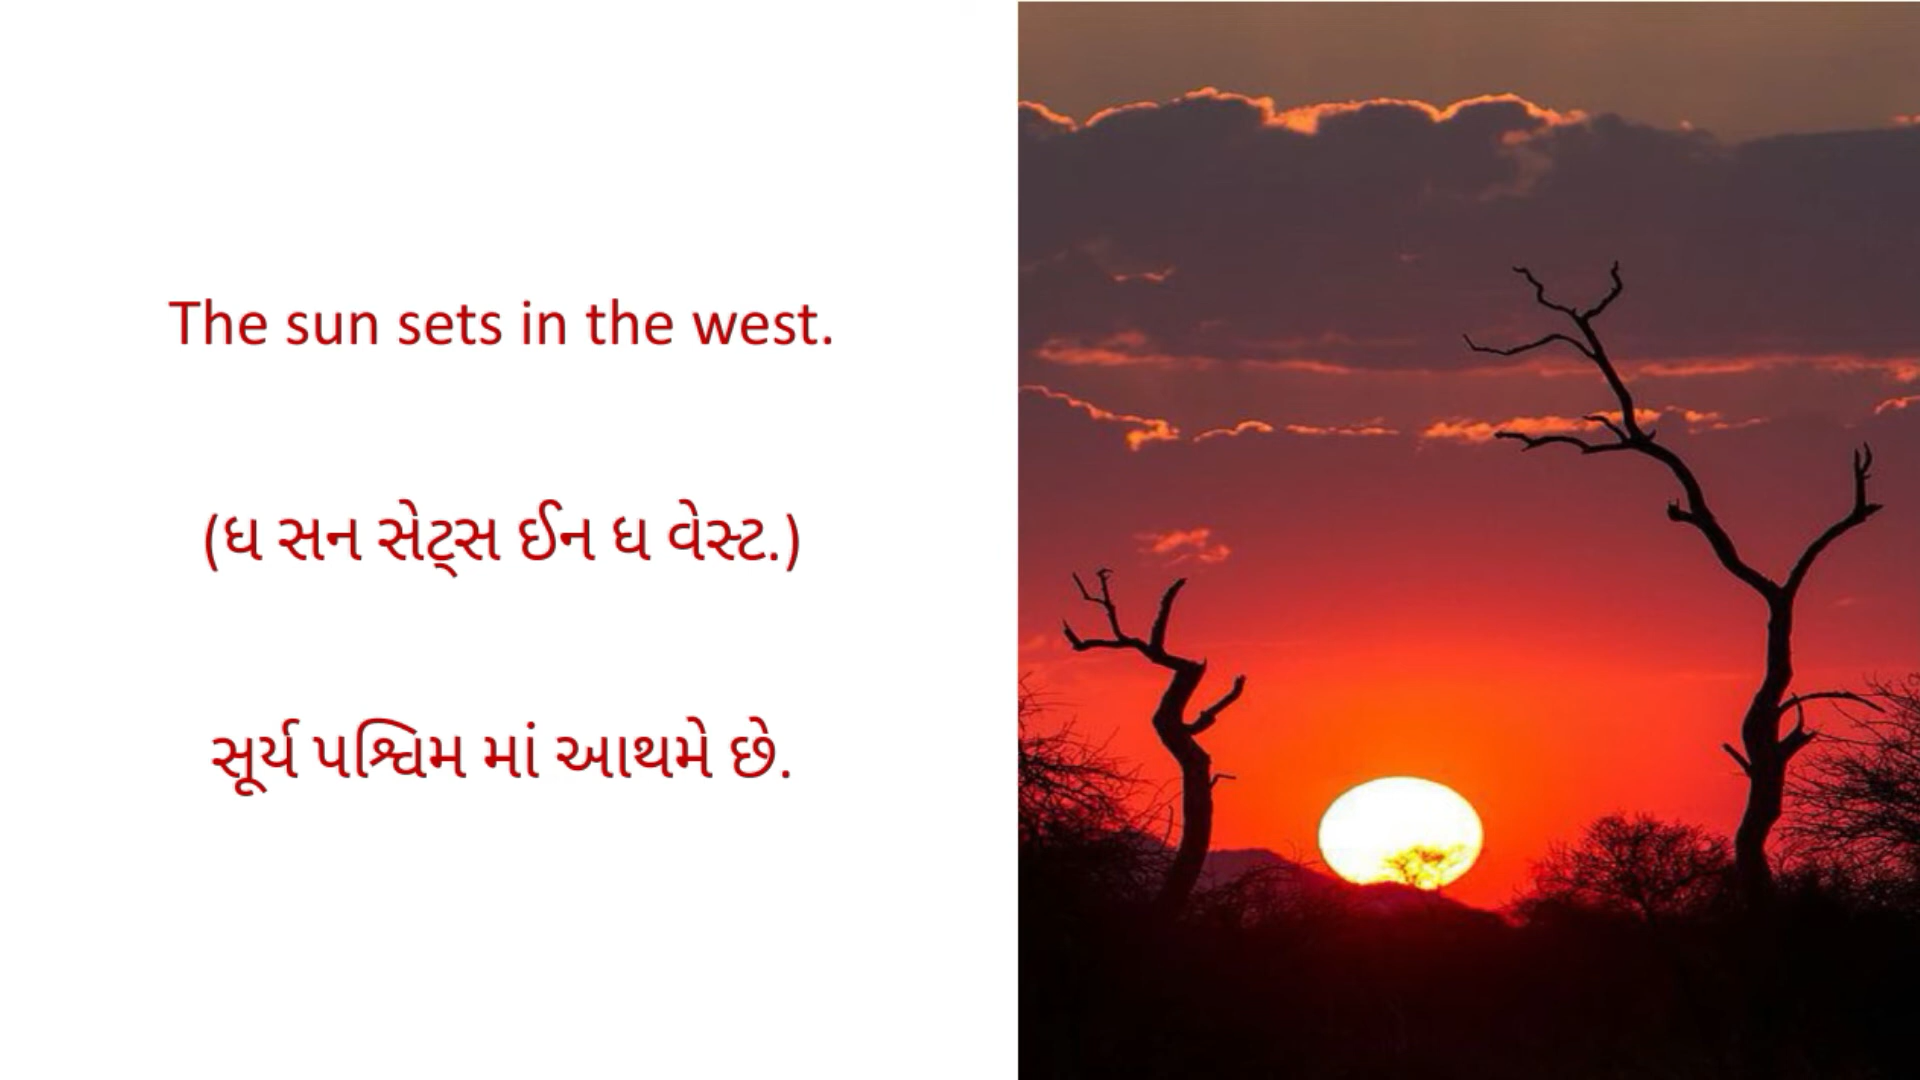 The sun sets in the west.
(ધ સન સેટ્સ ઈન ધ વેસ્ટ.)
સૂર્ય પશ્વિમ માં આથમે છે.